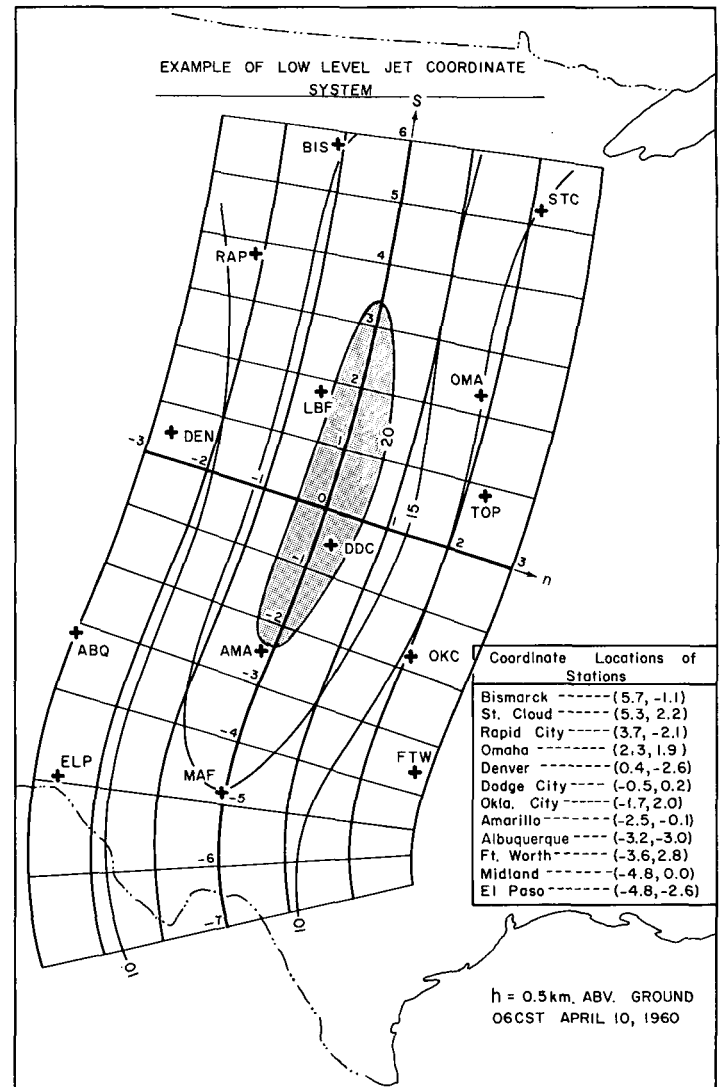 EXAMPLE OF LOW LEVEL JET COORDINATE
SYSTEM
S
6
BIS
5
STC
4
RAP
3
2
OMA
LBF
20
DEN
1
-3
-2
-1
0
TOP
1
15
2
3
n
DDC
-1
-2
ABQ
AMA
OKC
-3
-4
ELP
MAF
FTW
-5
-6
-7
10
10
Coordinate Locations of
Stations
Bismarck ------ (5.7, -1.1)
St. Cloud ------ (5.3, 2.2)
Rapid City ----- (3.7, -2.1)
Omaha -------- (2.3, 1.9)
Denver ------- (0.4, -2.6)
Dodge City ---- (-0.5, 0.2)
Okla. City ------ (-1.7, 2.0)
Amarillo ------ (-2.5, -0.1)
Albuquerque --- (-3.2, -3.0)
Ft. Worth ------ (-3.6, 2.8)
Midland ------- (-4.8, 0.0)
El Paso ------- (-4.8, -2.6)
h = 0.5km. ABV. GROUND
06CST APRIL 10, 1960